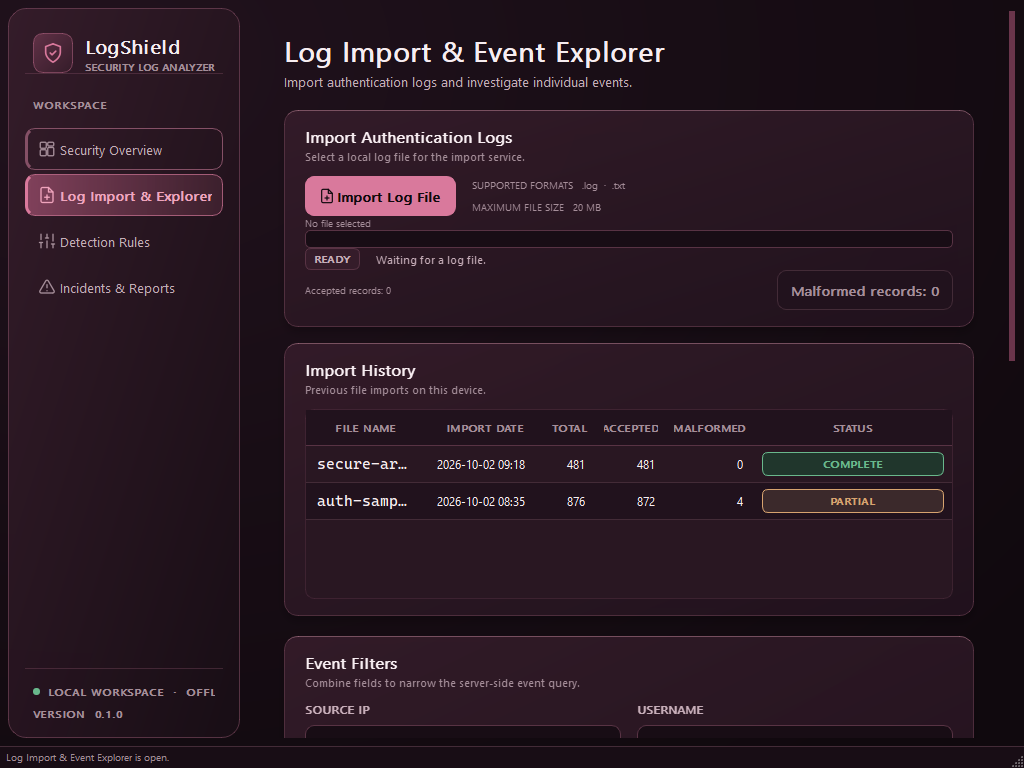 LogShield
SECURITY LOG ANALYZER
WORKSPACE
Security Overview
Log Import & Explorer
Detection Rules
Incidents & Reports
LOCAL WORKSPACE · OFFL
VERSION 0.1.0
Log Import & Event Explorer
Import authentication logs and investigate individual events.
Import Authentication Logs
Select a local log file for the import service.
Import Log File
SUPPORTED FORMATS .log · .txt
MAXIMUM FILE SIZE 20 MB
No file selected
READY Waiting for a log file.
Accepted records: 0
Malformed records: 0
Import History
Previous file imports on this device.
FILE NAME IMPORT DATE TOTAL ACCEPTED MALFORMED STATUS
secure-ar… 2026-10-02 09:18 481 481 0 COMPLETE
auth-samp… 2026-10-02 08:35 876 872 4 PARTIAL
Event Filters
Combine fields to narrow the server-side event query.
SOURCE IP USERNAME
Log Import & Event Explorer is open.